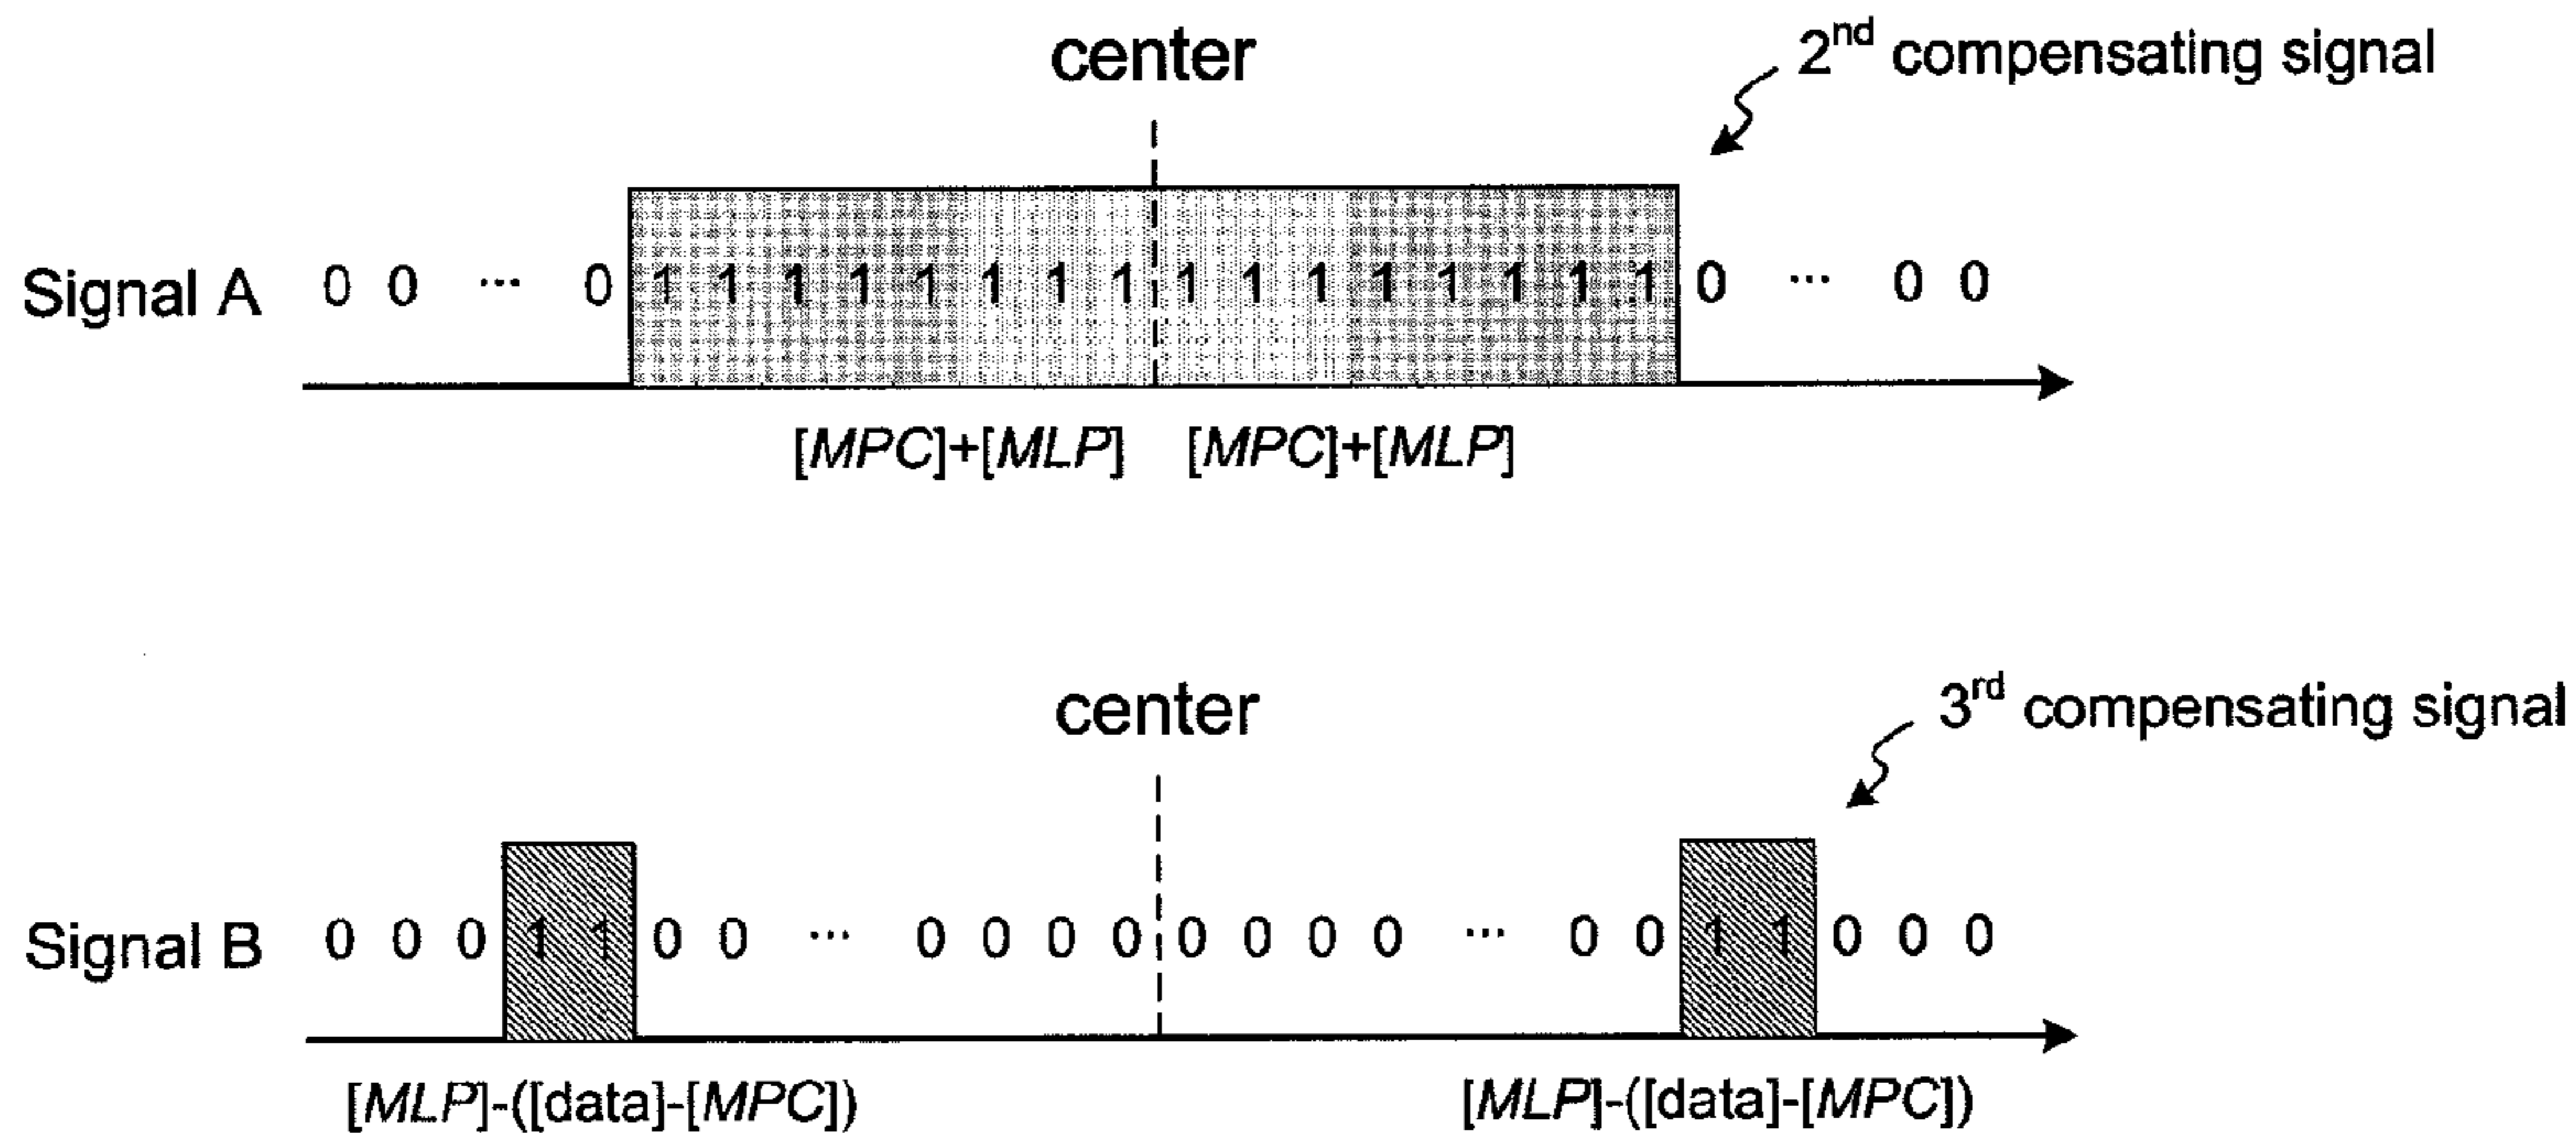 center
2nd compensating signal
Signal A 0 0 ... 0 1 1 1 1 1 1 1 1 1 1 1 1 1 1 1 1 0 ... 0 0
[MPC]+[MLP] [MPC]+[MLP]
center
3rd compensating signal
Signal B 0 0 0 1 1 0 0 ... 0 0 0 0 0 0 0 0 ... 0 0 1 1 0 0 0
[MLP]-([data]-[MPC]) [MLP]-([data]-[MPC])